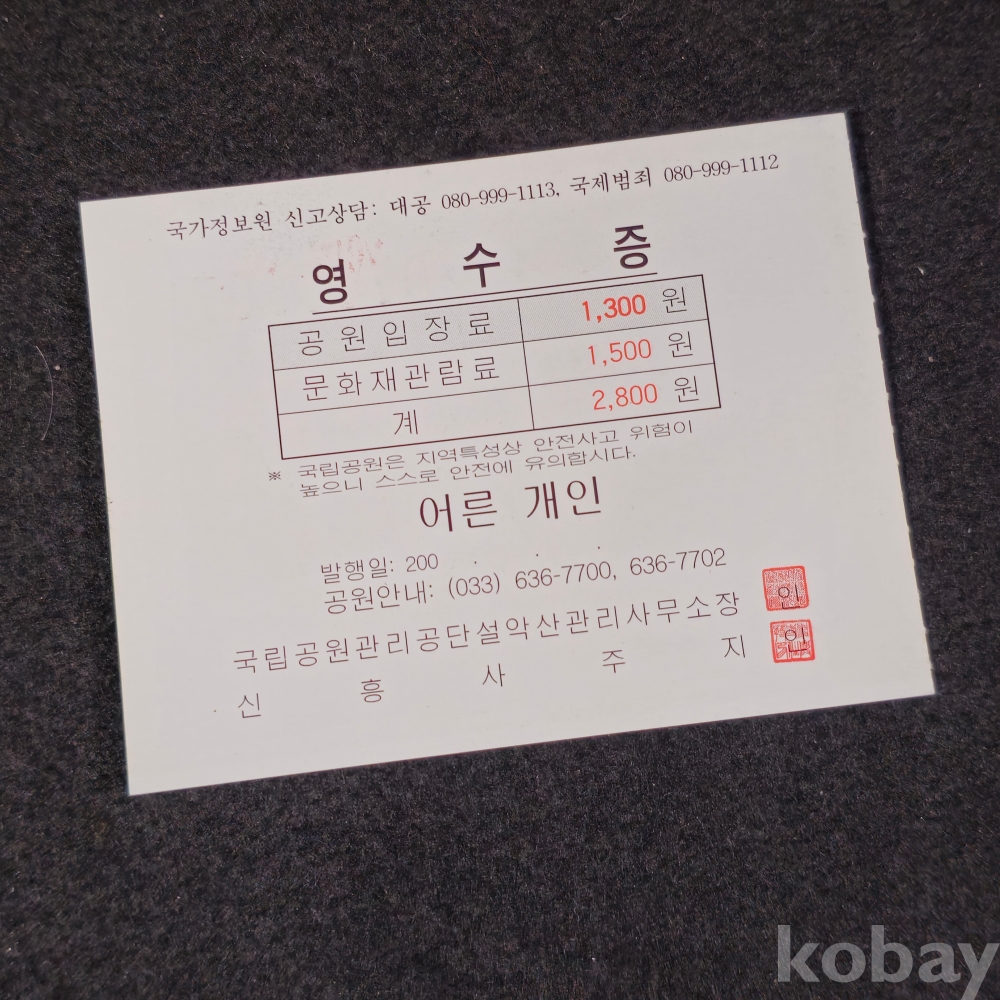 국가정보원 신고상담: 대공 080-999-1113, 국제범죄 080-999-1112
영 수 증
공원입장료 1,300 원
문화재관람료 1,500 원
계 2,800 원
※ 국립공원은 지역특성상 안전사고 위험이
높으니 스스로 안전에 유의합시다.
어른 개인
발행일: 200 . . .
공원안내: (033) 636-7700, 636-7702
국립공원관리공단설악산관리사무소장 인
신 흥 사 주 지 인
kobay